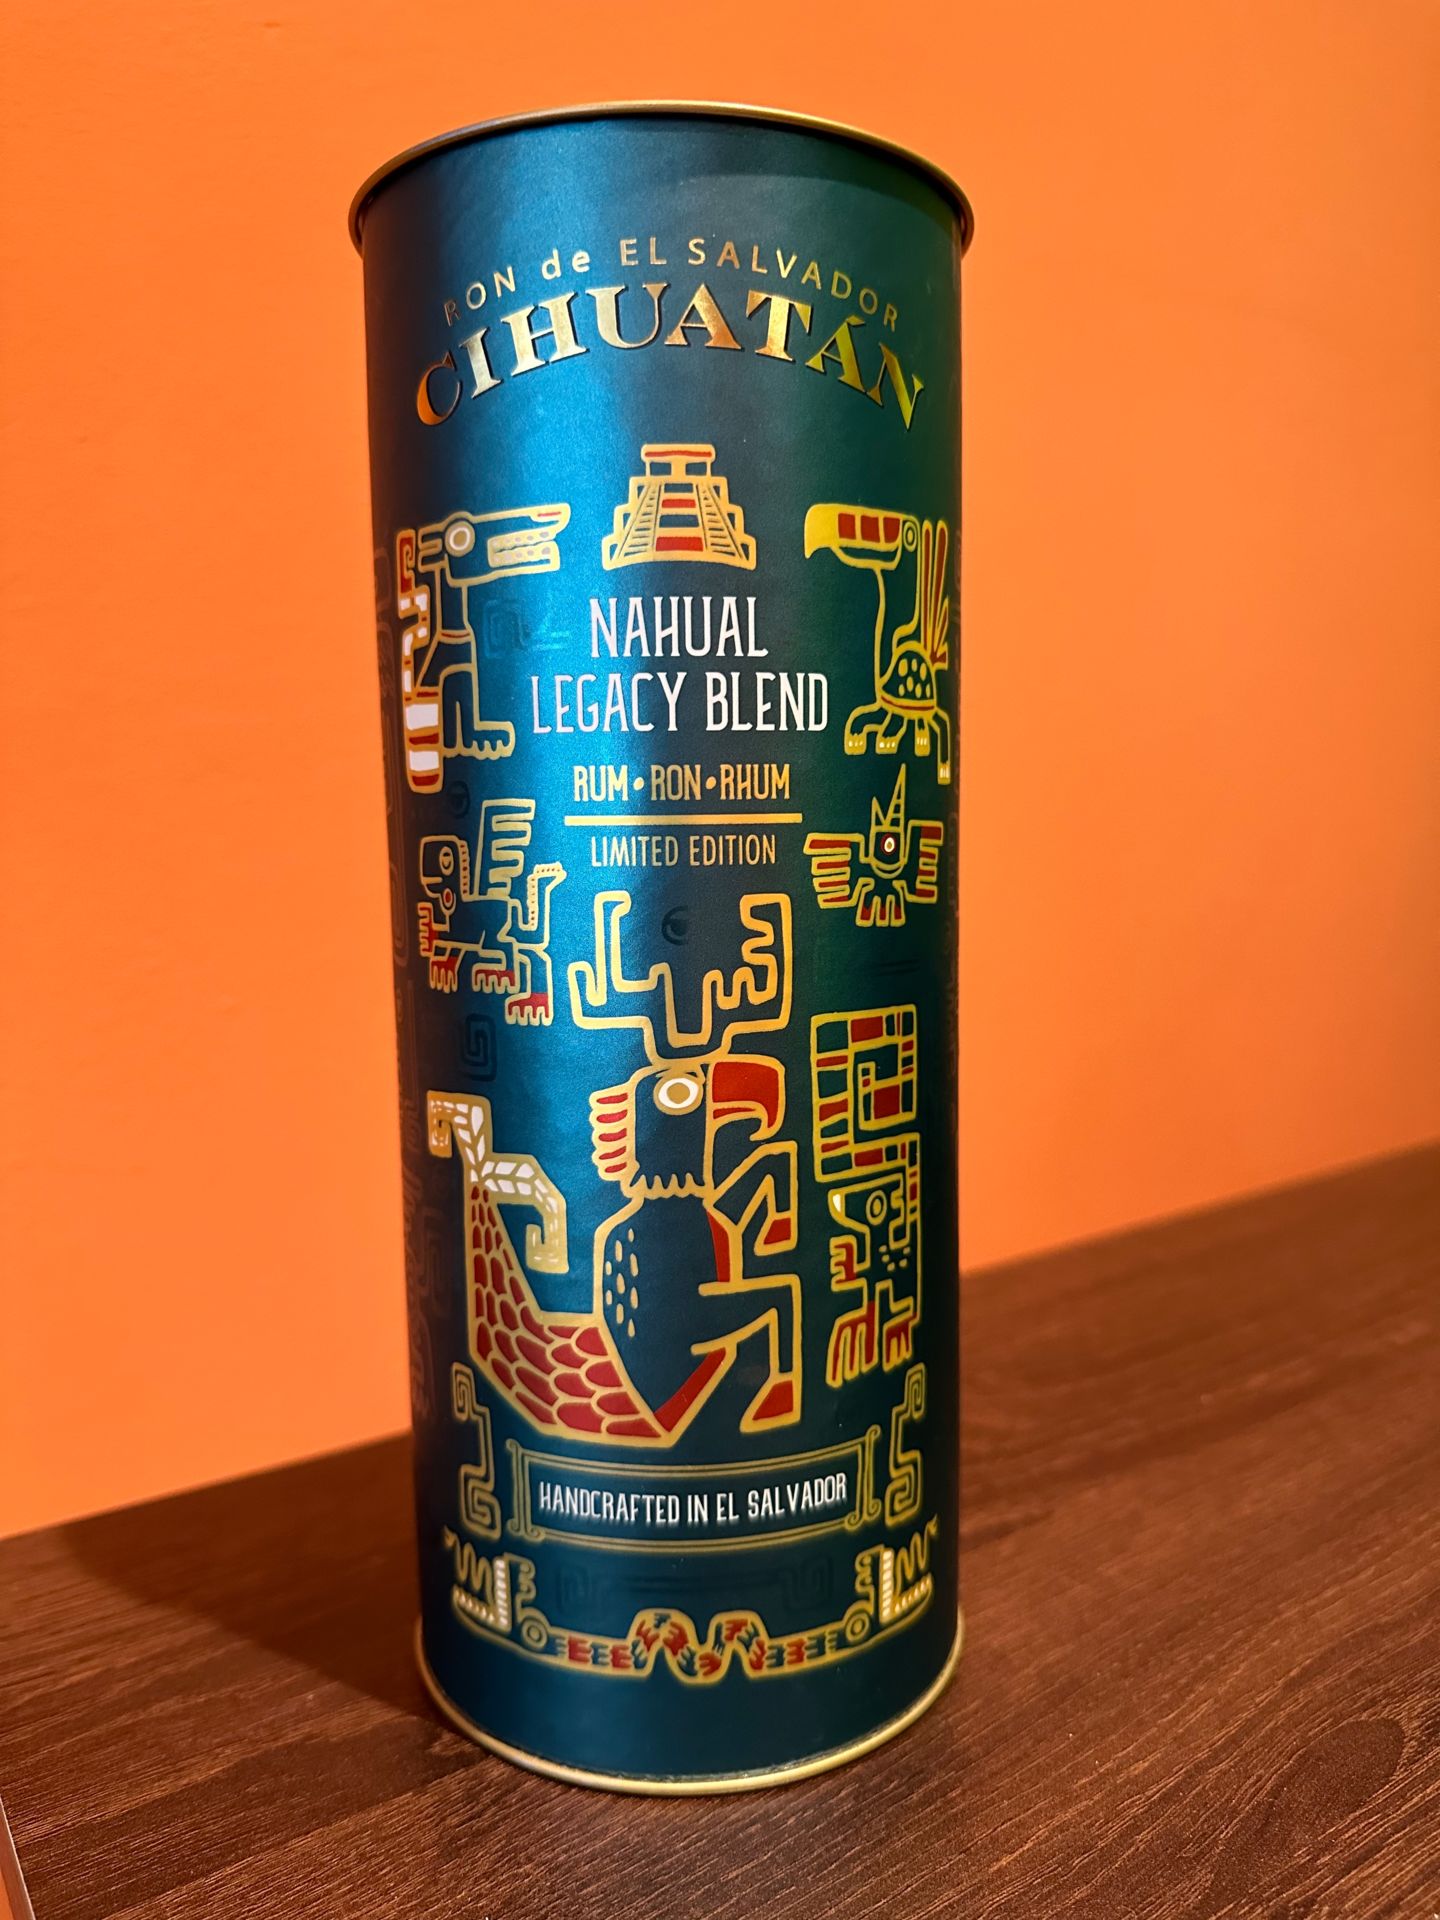 RON de EL SALVADOR
CIHUATÁN
NAHUAL
LEGACY BLEND
RUM•RON•RHUM
LIMITED EDITION
HANDCRAFTED IN EL SALVADOR